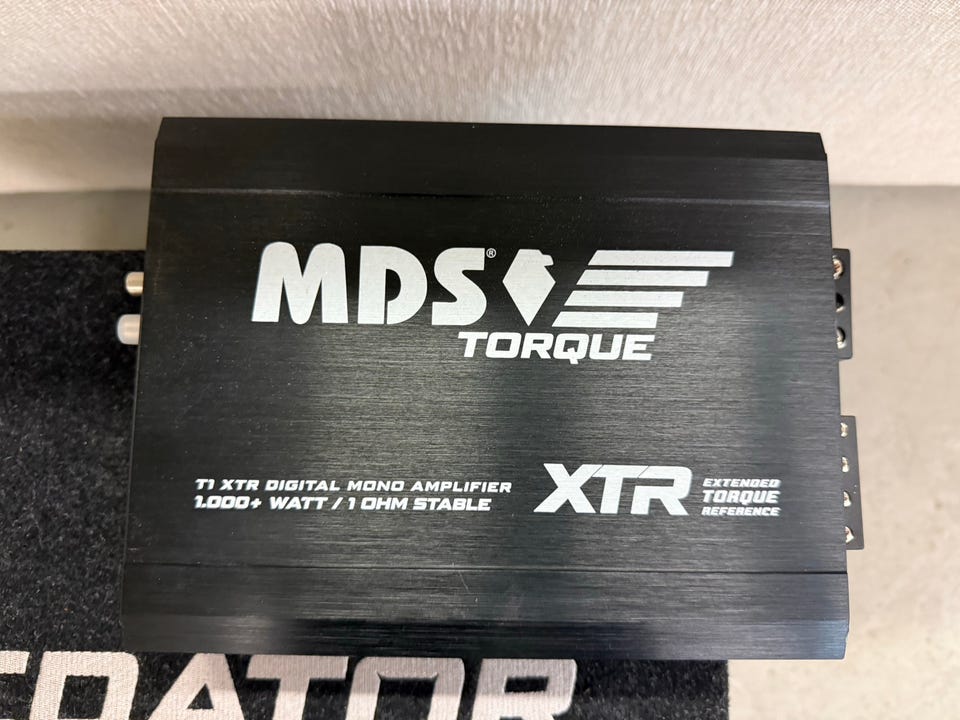 MDS®
TORQUE
T1 XTR DIGITAL MONO AMPLIFIER
1.000+ WATT / 1 OHM STABLE
XTR
EXTENDED
TORQUE
REFERENCE